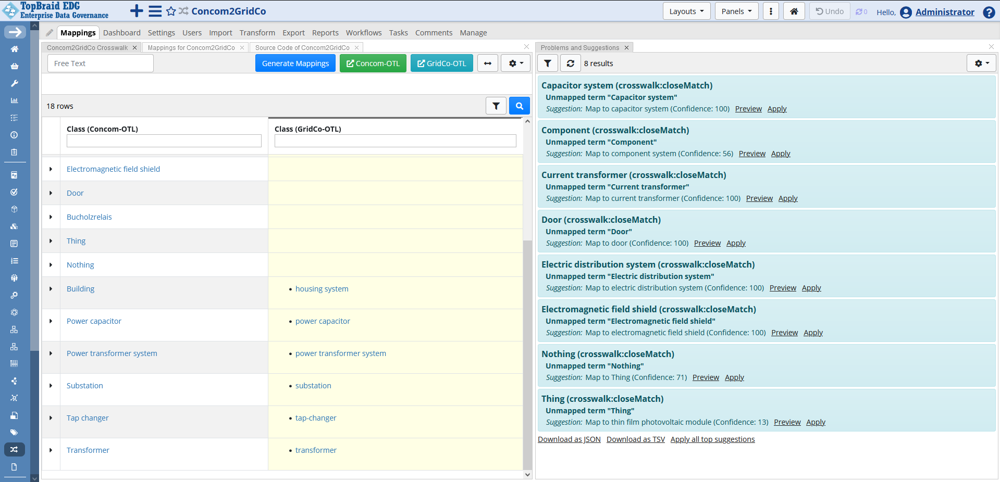 TopBraid EDG
Enterprise Data Governance
Concom2GridCo
Layouts
Panels
Undo
0
Hello, Administrator
Mappings Dashboard Settings Users Import Transform Export Reports Workflows Tasks Comments Manage
Concom2GridCo Crosswalk
Mappings for Concom2GridCo
Source Code of Concom2GridCo
Free Text
Generate Mappings
Concom-OTL
GridCo-OTL
18 rows
Class (Concom-OTL)
Class (GridCo-OTL)
Electromagnetic field shield
Door
Bucholzrelais
Thing
Nothing
Building
housing system
Power capacitor
power capacitor
Power transformer system
power transformer system
Substation
substation
Tap changer
tap-changer
Transformer
transformer
Problems and Suggestions
8 results
Capacitor system (crosswalk:closeMatch)
Unmapped term "Capacitor system"
Suggestion: Map to capacitor system (Confidence: 100) Preview Apply
Component (crosswalk:closeMatch)
Unmapped term "Component"
Suggestion: Map to component system (Confidence: 56) Preview Apply
Current transformer (crosswalk:closeMatch)
Unmapped term "Current transformer"
Suggestion: Map to current transformer (Confidence: 100) Preview Apply
Door (crosswalk:closeMatch)
Unmapped term "Door"
Suggestion: Map to door (Confidence: 100) Preview Apply
Electric distribution system (crosswalk:closeMatch)
Unmapped term "Electric distribution system"
Suggestion: Map to electric distribution system (Confidence: 100) Preview Apply
Electromagnetic field shield (crosswalk:closeMatch)
Unmapped term "Electromagnetic field shield"
Suggestion: Map to electromagnetic field shield (Confidence: 100) Preview Apply
Nothing (crosswalk:closeMatch)
Unmapped term "Nothing"
Suggestion: Map to Thing (Confidence: 71) Preview Apply
Thing (crosswalk:closeMatch)
Unmapped term "Thing"
Suggestion: Map to thin film photovoltaic module (Confidence: 13) Preview Apply
Download as JSON Download as TSV Apply all top suggestions